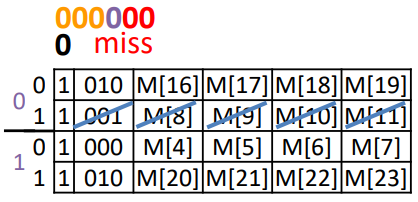 000000
0 miss
0 0 1 010 M[16] M[17] M[18] M[19]
1 1 001 M[8] M[9] M[10] M[11]
1 0 1 000 M[4] M[5] M[6] M[7]
1 1 010 M[20] M[21] M[22] M[23]